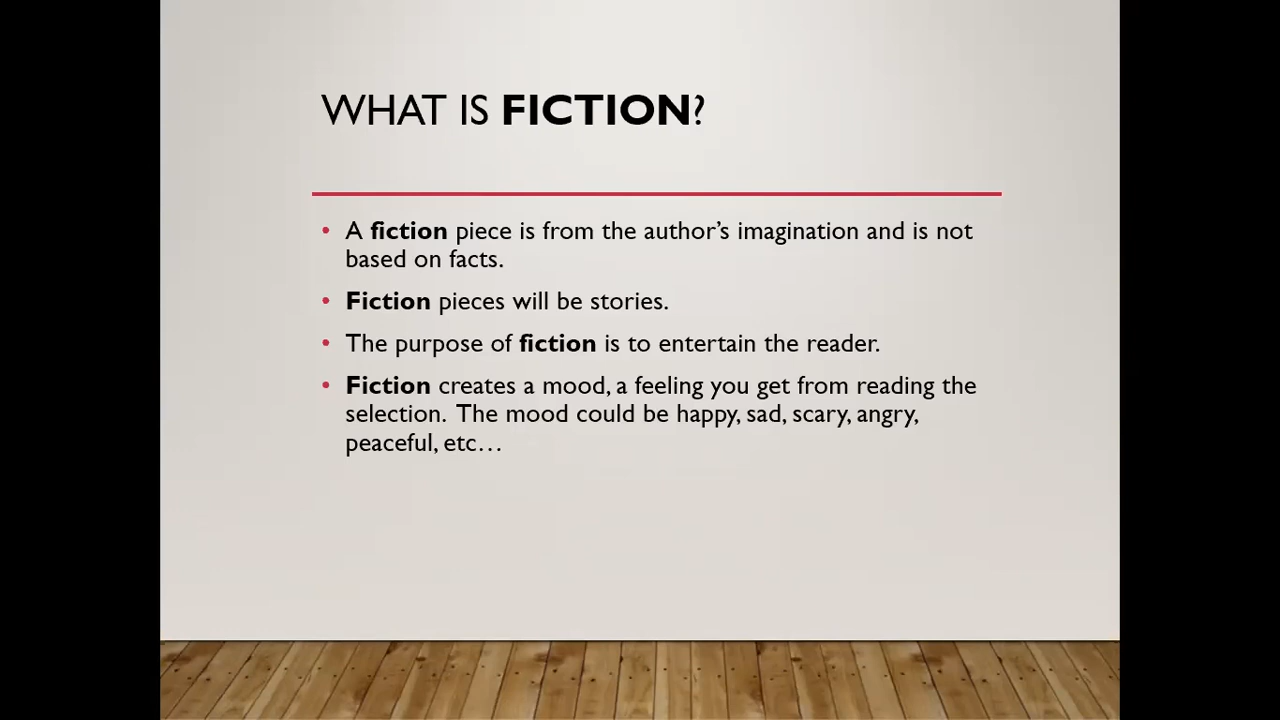 WHAT IS FICTION?
• A fiction piece is from the author’s imagination and is not
based on facts.
• Fiction pieces will be stories.
• The purpose of fiction is to entertain the reader.
• Fiction creates a mood, a feeling you get from reading the
selection.  The mood could be happy, sad, scary, angry,
peaceful, etc…